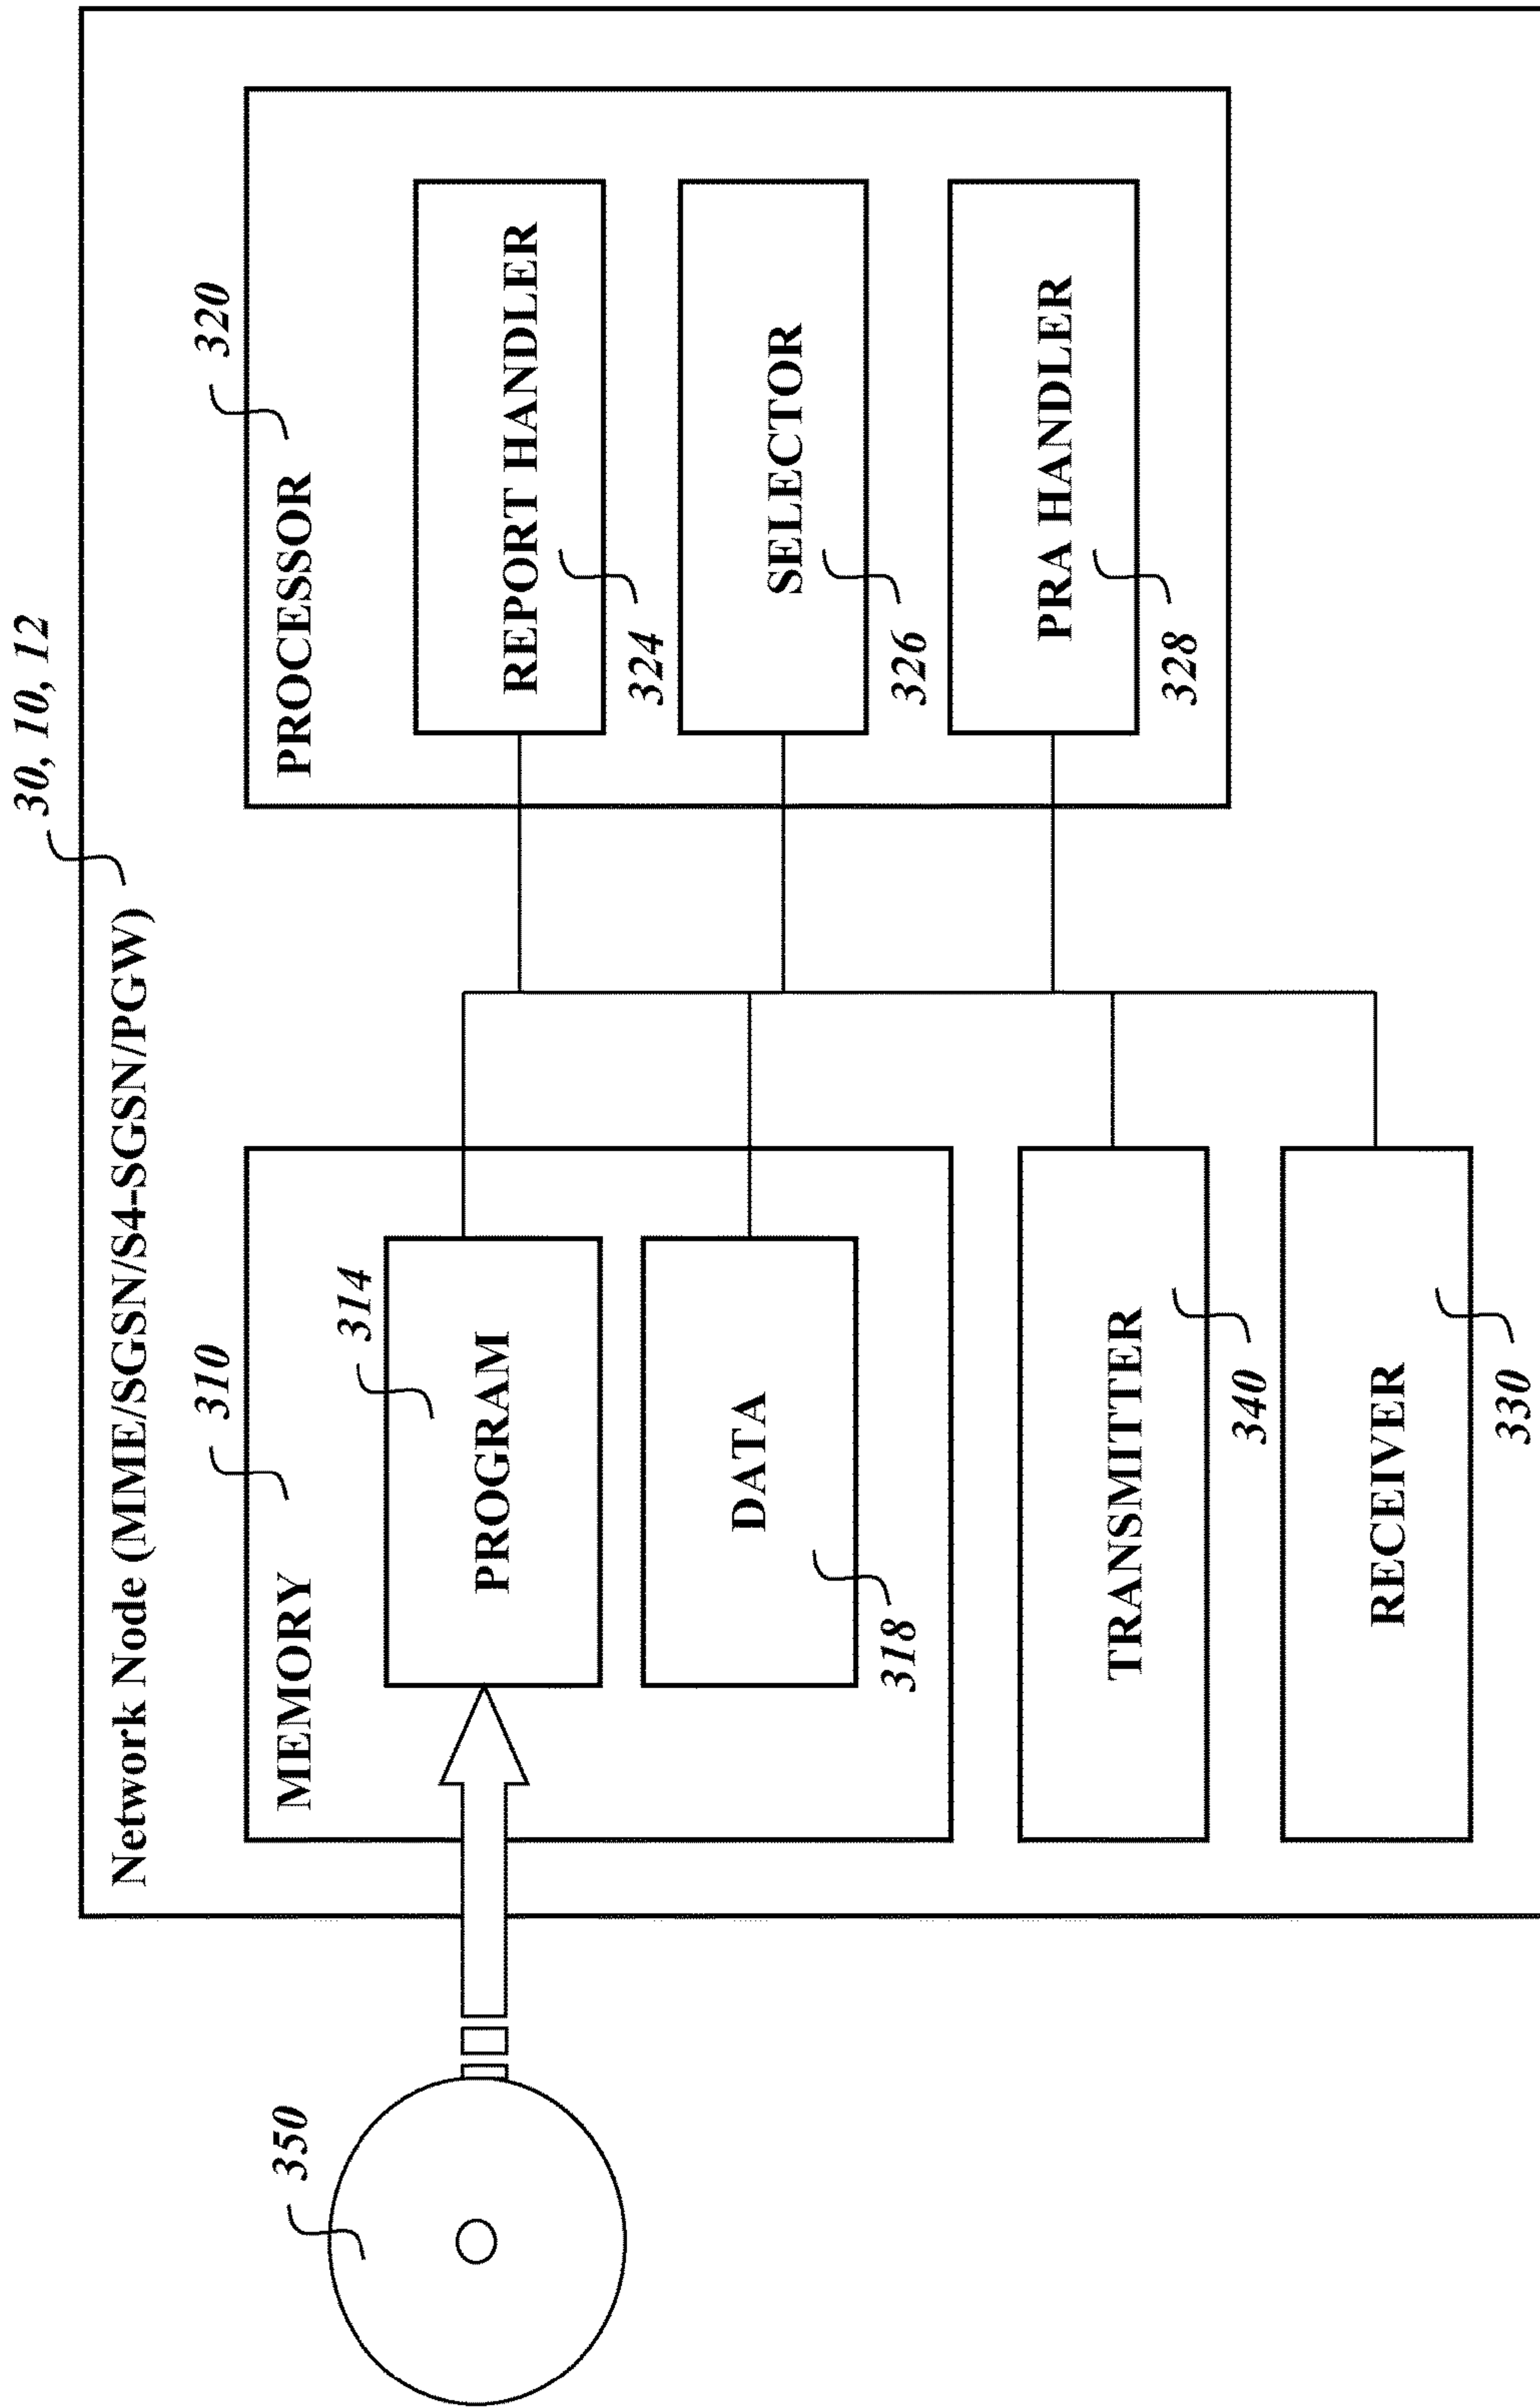 30, 10, 12
Network Node (MME/SGSN/S4-SGSN/PGW)
350
310
MEMORY
314
PROGRAM
DATA
318
TRANSMITTER
340
RECEIVER
330
320
PROCESSOR
REPORT HANDLER
324
SELECTOR
326
PRA HANDLER
328